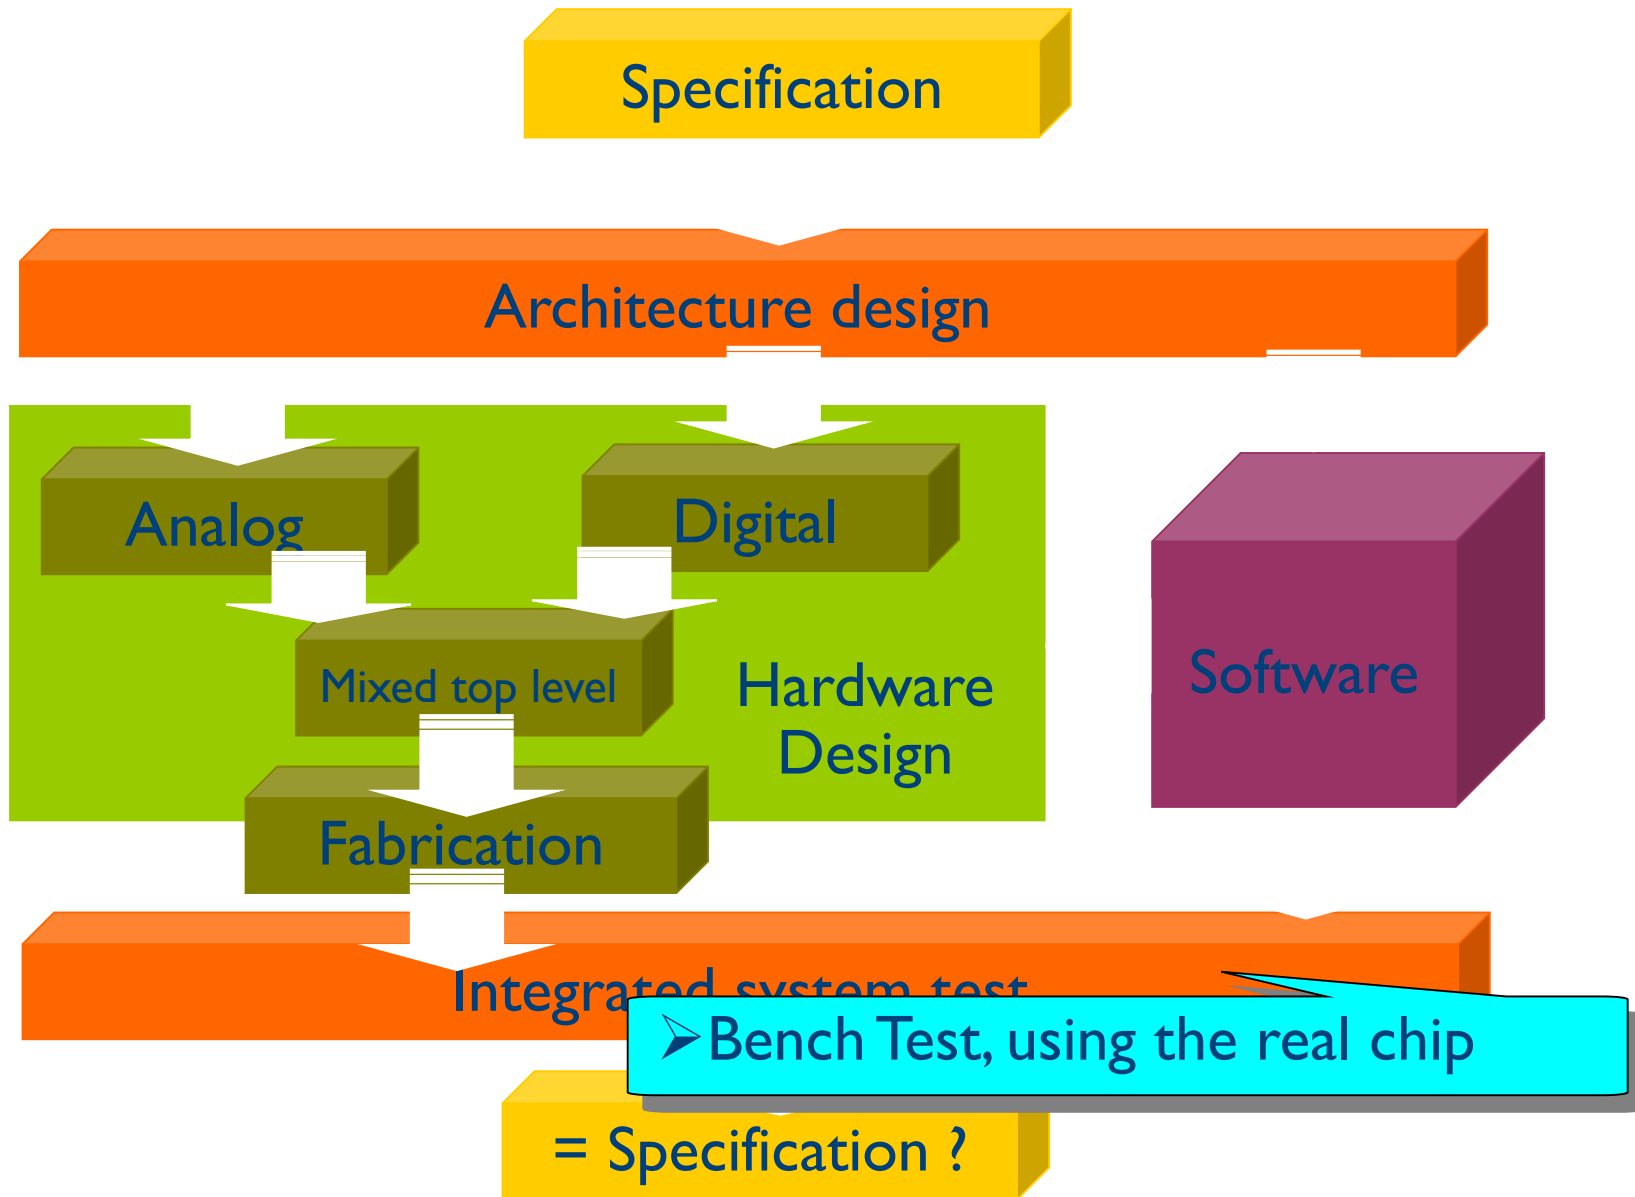 Specification
Architecture design
Analog
Digital
Mixed top level
Hardware
Design
Software
Fabrication
Integrated system test
➢Bench Test, using the real chip
= Specification ?